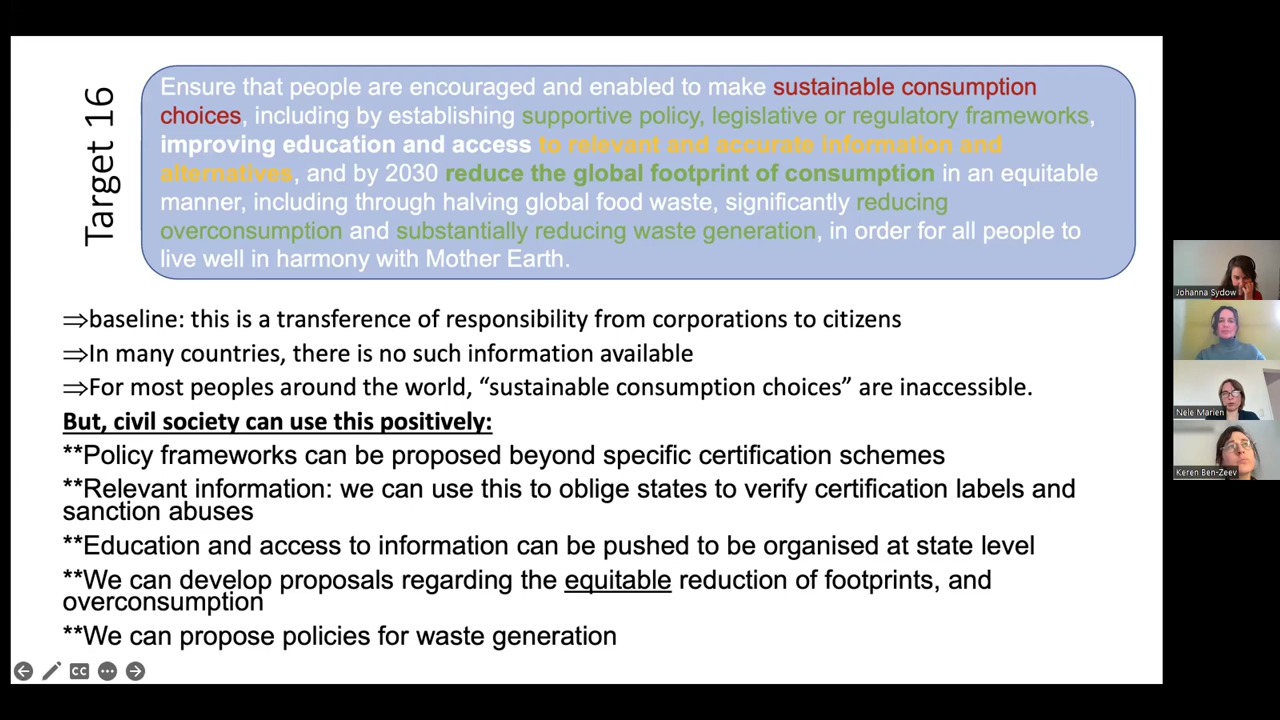 Target 16
Ensure that people are encouraged and enabled to make sustainable consumption
choices, including by establishing supportive policy, legislative or regulatory frameworks,
improving education and access to relevant and accurate information and
alternatives, and by 2030 reduce the global footprint of consumption in an equitable
manner, including through halving global food waste, significantly reducing
overconsumption and substantially reducing waste generation, in order for all people to
live well in harmony with Mother Earth.
⇒baseline: this is a transference of responsibility from corporations to citizens
⇒In many countries, there is no such information available
⇒For most peoples around the world, “sustainable consumption choices” are inaccessible.
But, civil society can use this positively:
**Policy frameworks can be proposed beyond specific certification schemes
**Relevant information: we can use this to oblige states to verify certification labels and
sanction abuses
**Education and access to information can be pushed to be organised at state level
**We can develop proposals regarding the equitable reduction of footprints, and
overconsumption
**We can propose policies for waste generation
CC
Johanna Sydow
Nele Marien
Keren Ben-Zeev